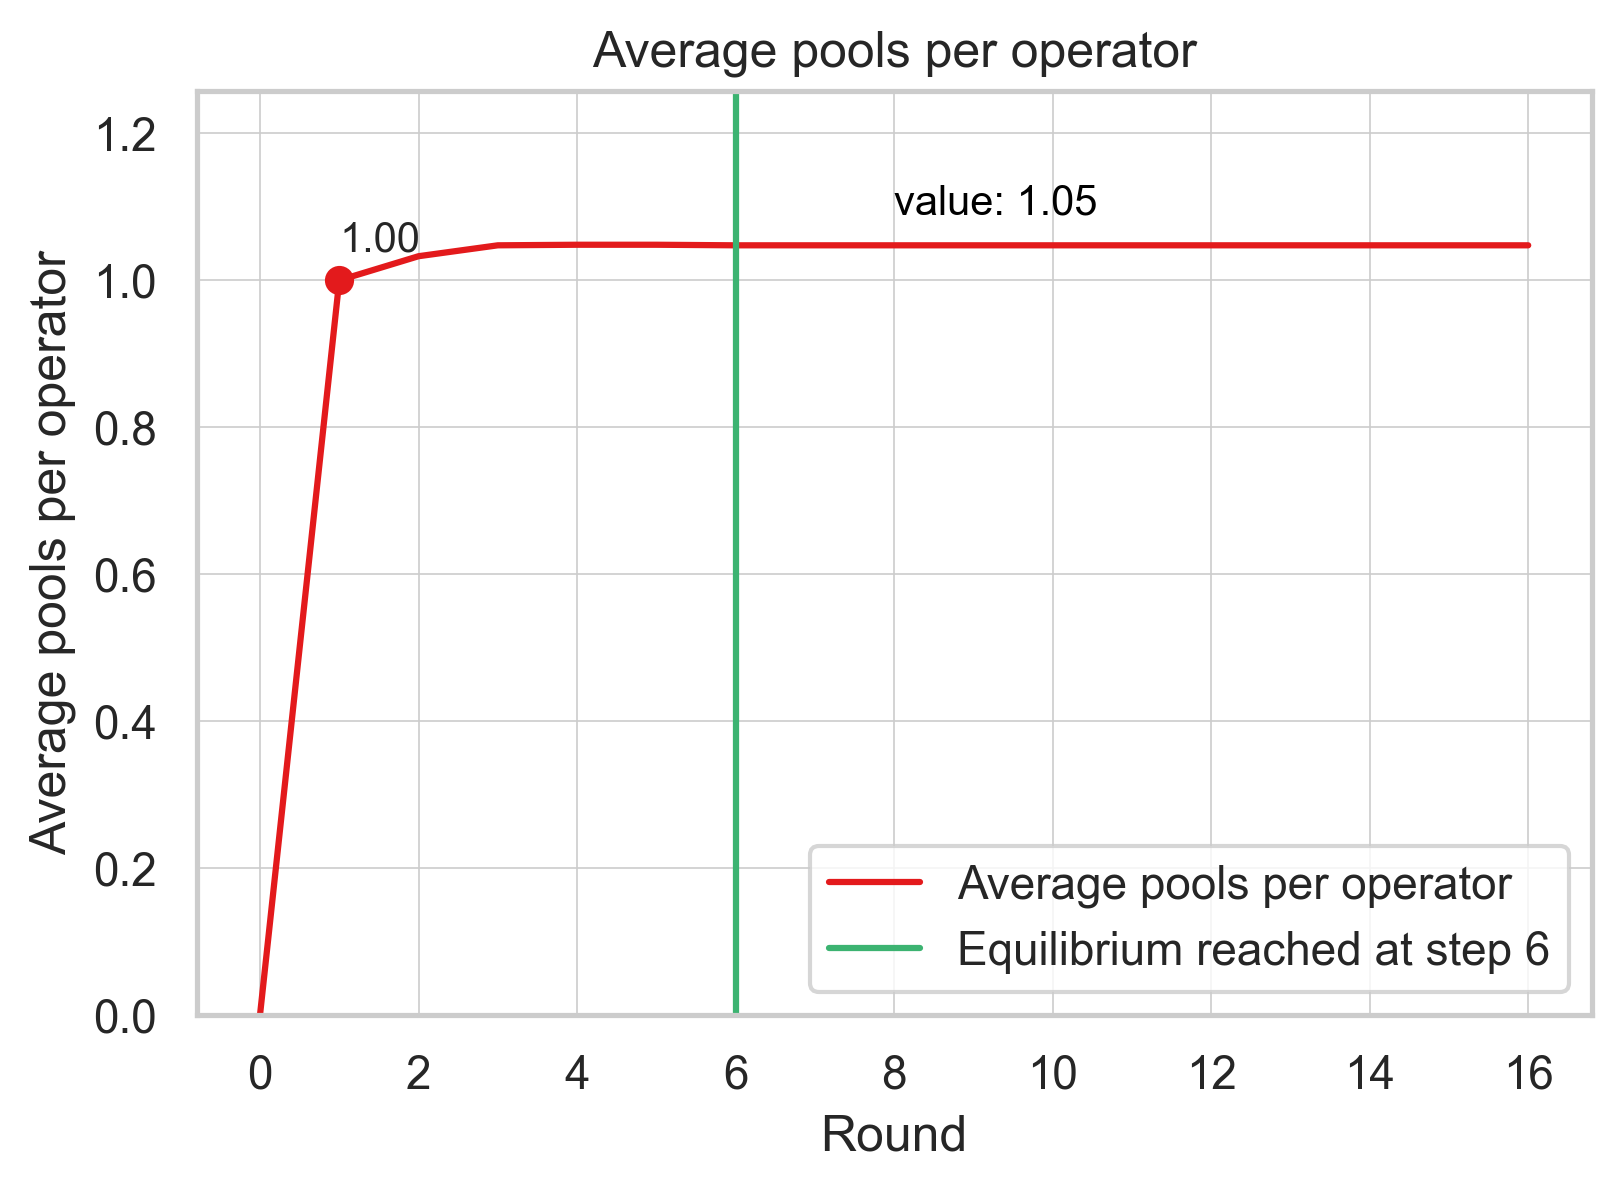 Average pools per operator
Average pools per operator
1.2
1.0
0.8
0.6
0.4
0.2
0.0
value: 1.05
1.00
Average pools per operator
Equilibrium reached at step 6
0 2 4 6 8 10 12 14 16
Round